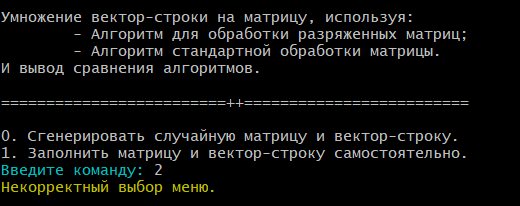 Умножение вектор-строки на матрицу, используя:
- Алгоритм для обработки разряженных матриц;
- Алгоритм стандартной обработки матрицы.
И вывод сравнения алгоритмов.
=========================++=========================
0. Сгенерировать случайную матрицу и вектор-строку.
1. Заполнить матрицу и вектор-строку самостоятельно.
Введите команду: 2
Некорректный выбор меню.